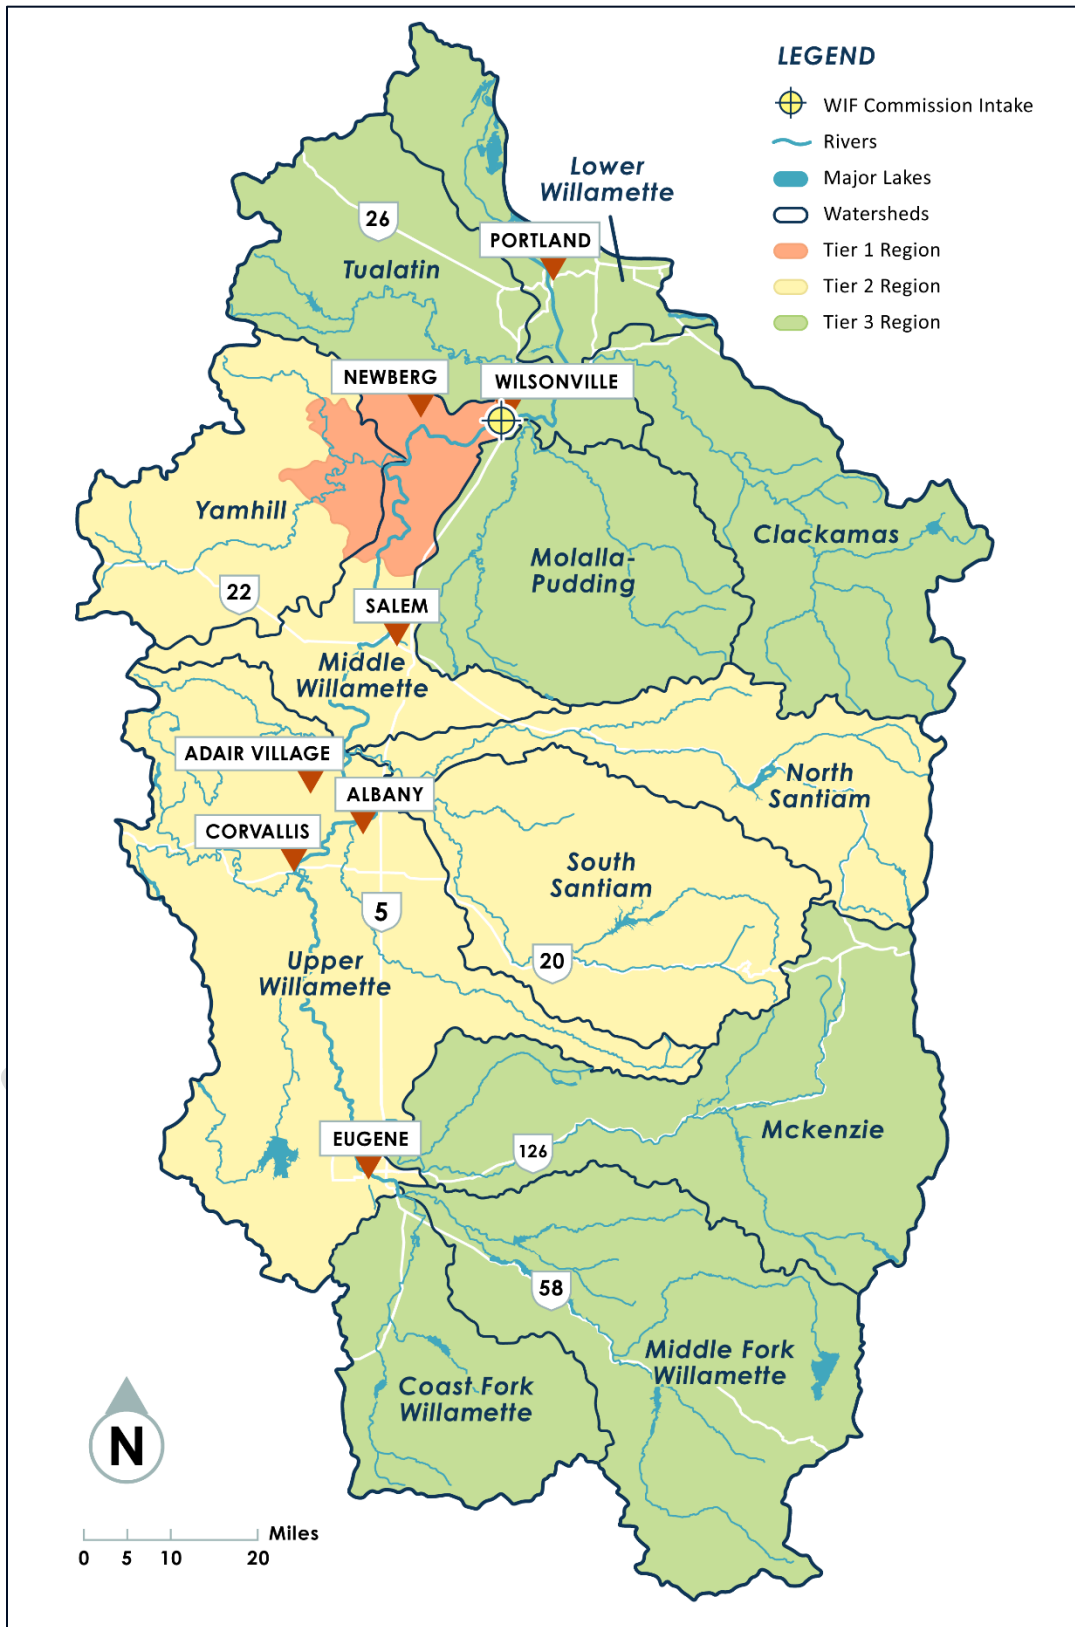 LEGEND
WIF Commission Intake
Rivers
Major Lakes
Watersheds
Tier 1 Region
Tier 2 Region
Tier 3 Region
Lower
Willamette
26
PORTLAND
Tualatin
NEWBERG
WILSONVILLE
Yamhill
Clackamas
Molalla-
Pudding
22
SALEM
Middle
Willamette
ADAIR VILLAGE
North
Santiam
ALBANY
CORVALLIS
South
Santiam
5
20
Upper
Willamette
Mckenzie
EUGENE
126
58
Middle Fork
Willamette
Coast Fork
Willamette
N
Miles
0 5 10 20